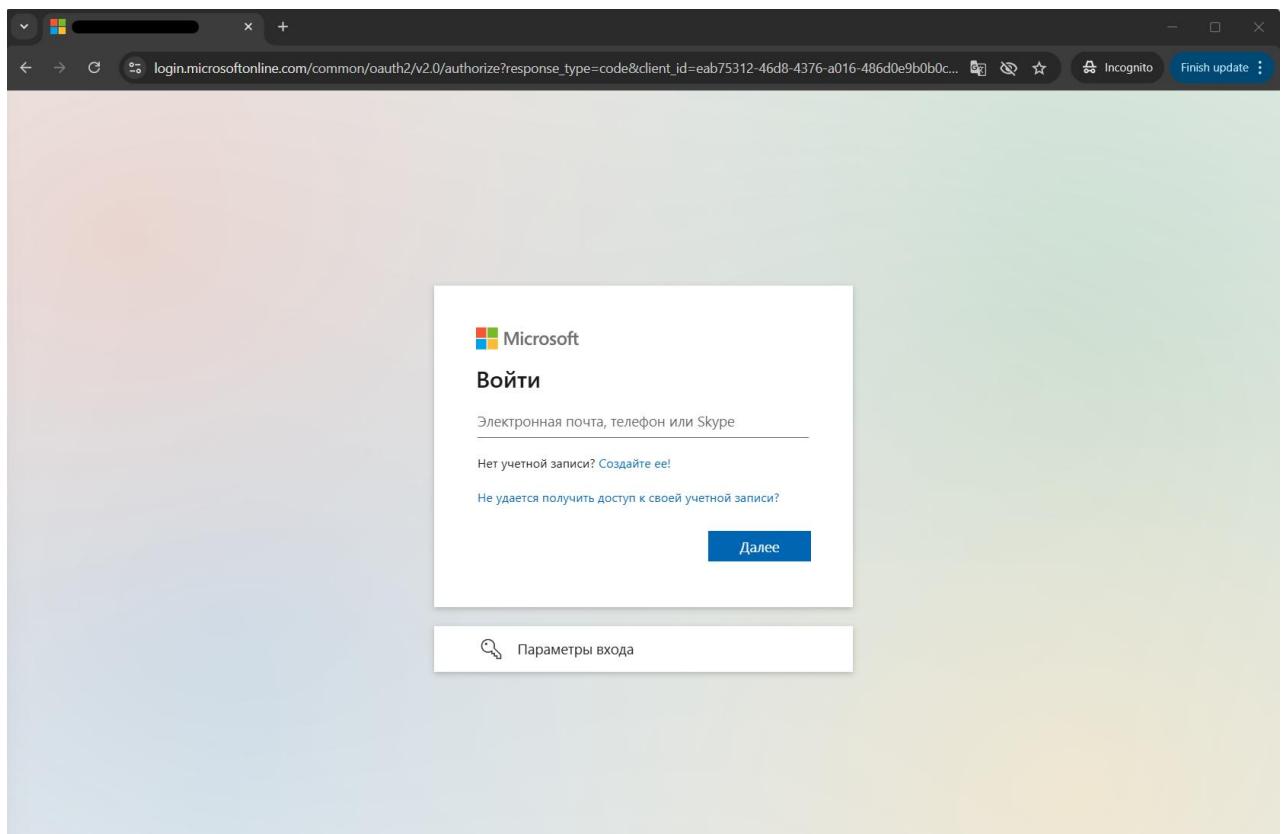 login.microsoftonline.com/common/oauth2/v2.0/authorize?response_type=code&client_id=eab75312-46d8-4376-a016-486d0e9b0b0c...
Incognito
Finish update
Microsoft
Войти
Электронная почта, телефон или Skype
Нет учетной записи? Создайте ее!
Не удается получить доступ к своей учетной записи?
Далее
Параметры входа